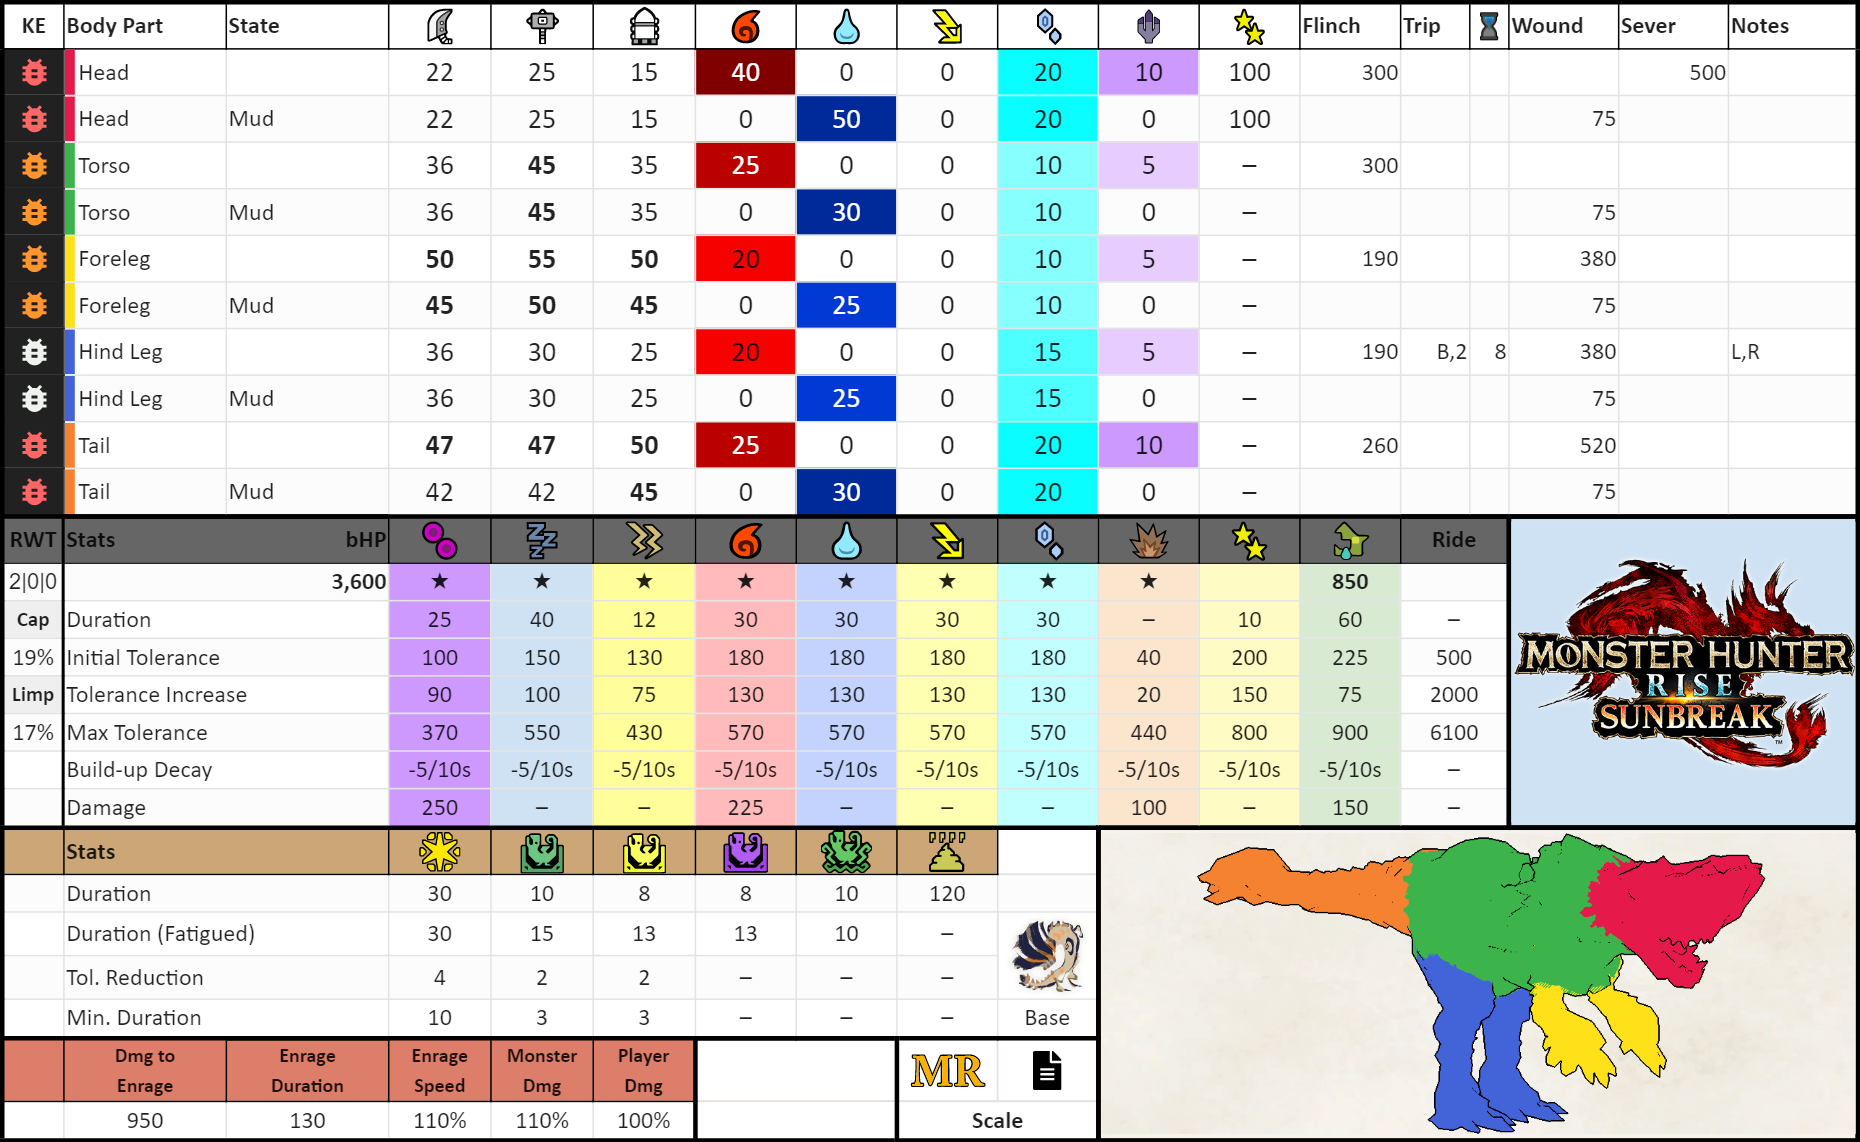 KE Body Part State Flinch Trip Wound Sever Notes
Head 22 25 15 40 0 0 20 10 100 300 500
Head Mud 22 25 15 0 50 0 20 0 100 75
Torso 36 45 35 25 0 0 10 5 – 300
Torso Mud 36 45 35 0 30 0 10 0 – 75
Foreleg 50 55 50 20 0 0 10 5 – 190 380
Foreleg Mud 45 50 45 0 25 0 10 0 – 75
Hind Leg 36 30 25 20 0 0 15 5 – 190 B,2 8 380 L,R
Hind Leg Mud 36 30 25 0 25 0 15 0 – 75
Tail 47 47 50 25 0 0 20 10 – 260 520
Tail Mud 42 42 45 0 30 0 20 0 – 75
RWT Stats bHP Ride
2|0|0 3,600 ★ ★ ★ ★ ★ ★ ★ ★ 850
Cap Duration 25 40 12 30 30 30 30 – 10 60 –
19% Initial Tolerance 100 150 130 180 180 180 180 40 200 225 500
Limp Tolerance Increase 90 100 75 130 130 130 130 20 150 75 2000
17% Max Tolerance 370 550 430 570 570 570 570 440 800 900 6100
Build-up Decay -5/10s -5/10s -5/10s -5/10s -5/10s -5/10s -5/10s -5/10s -5/10s -5/10s –
Damage 250 – – 225 – – – 100 – 150 –
MONSTER HUNTER
RISE
SUNBREAK
™
Stats
Duration 30 10 8 8 10 120
Duration (Fatigued) 30 15 13 13 10 –
Tol. Reduction 4 2 2 – – –
Min. Duration 10 3 3 – – – Base
Dmg to Enrage Enrage Duration Enrage Speed Monster Dmg Player Dmg MR
950 130 110% 110% 100% Scale